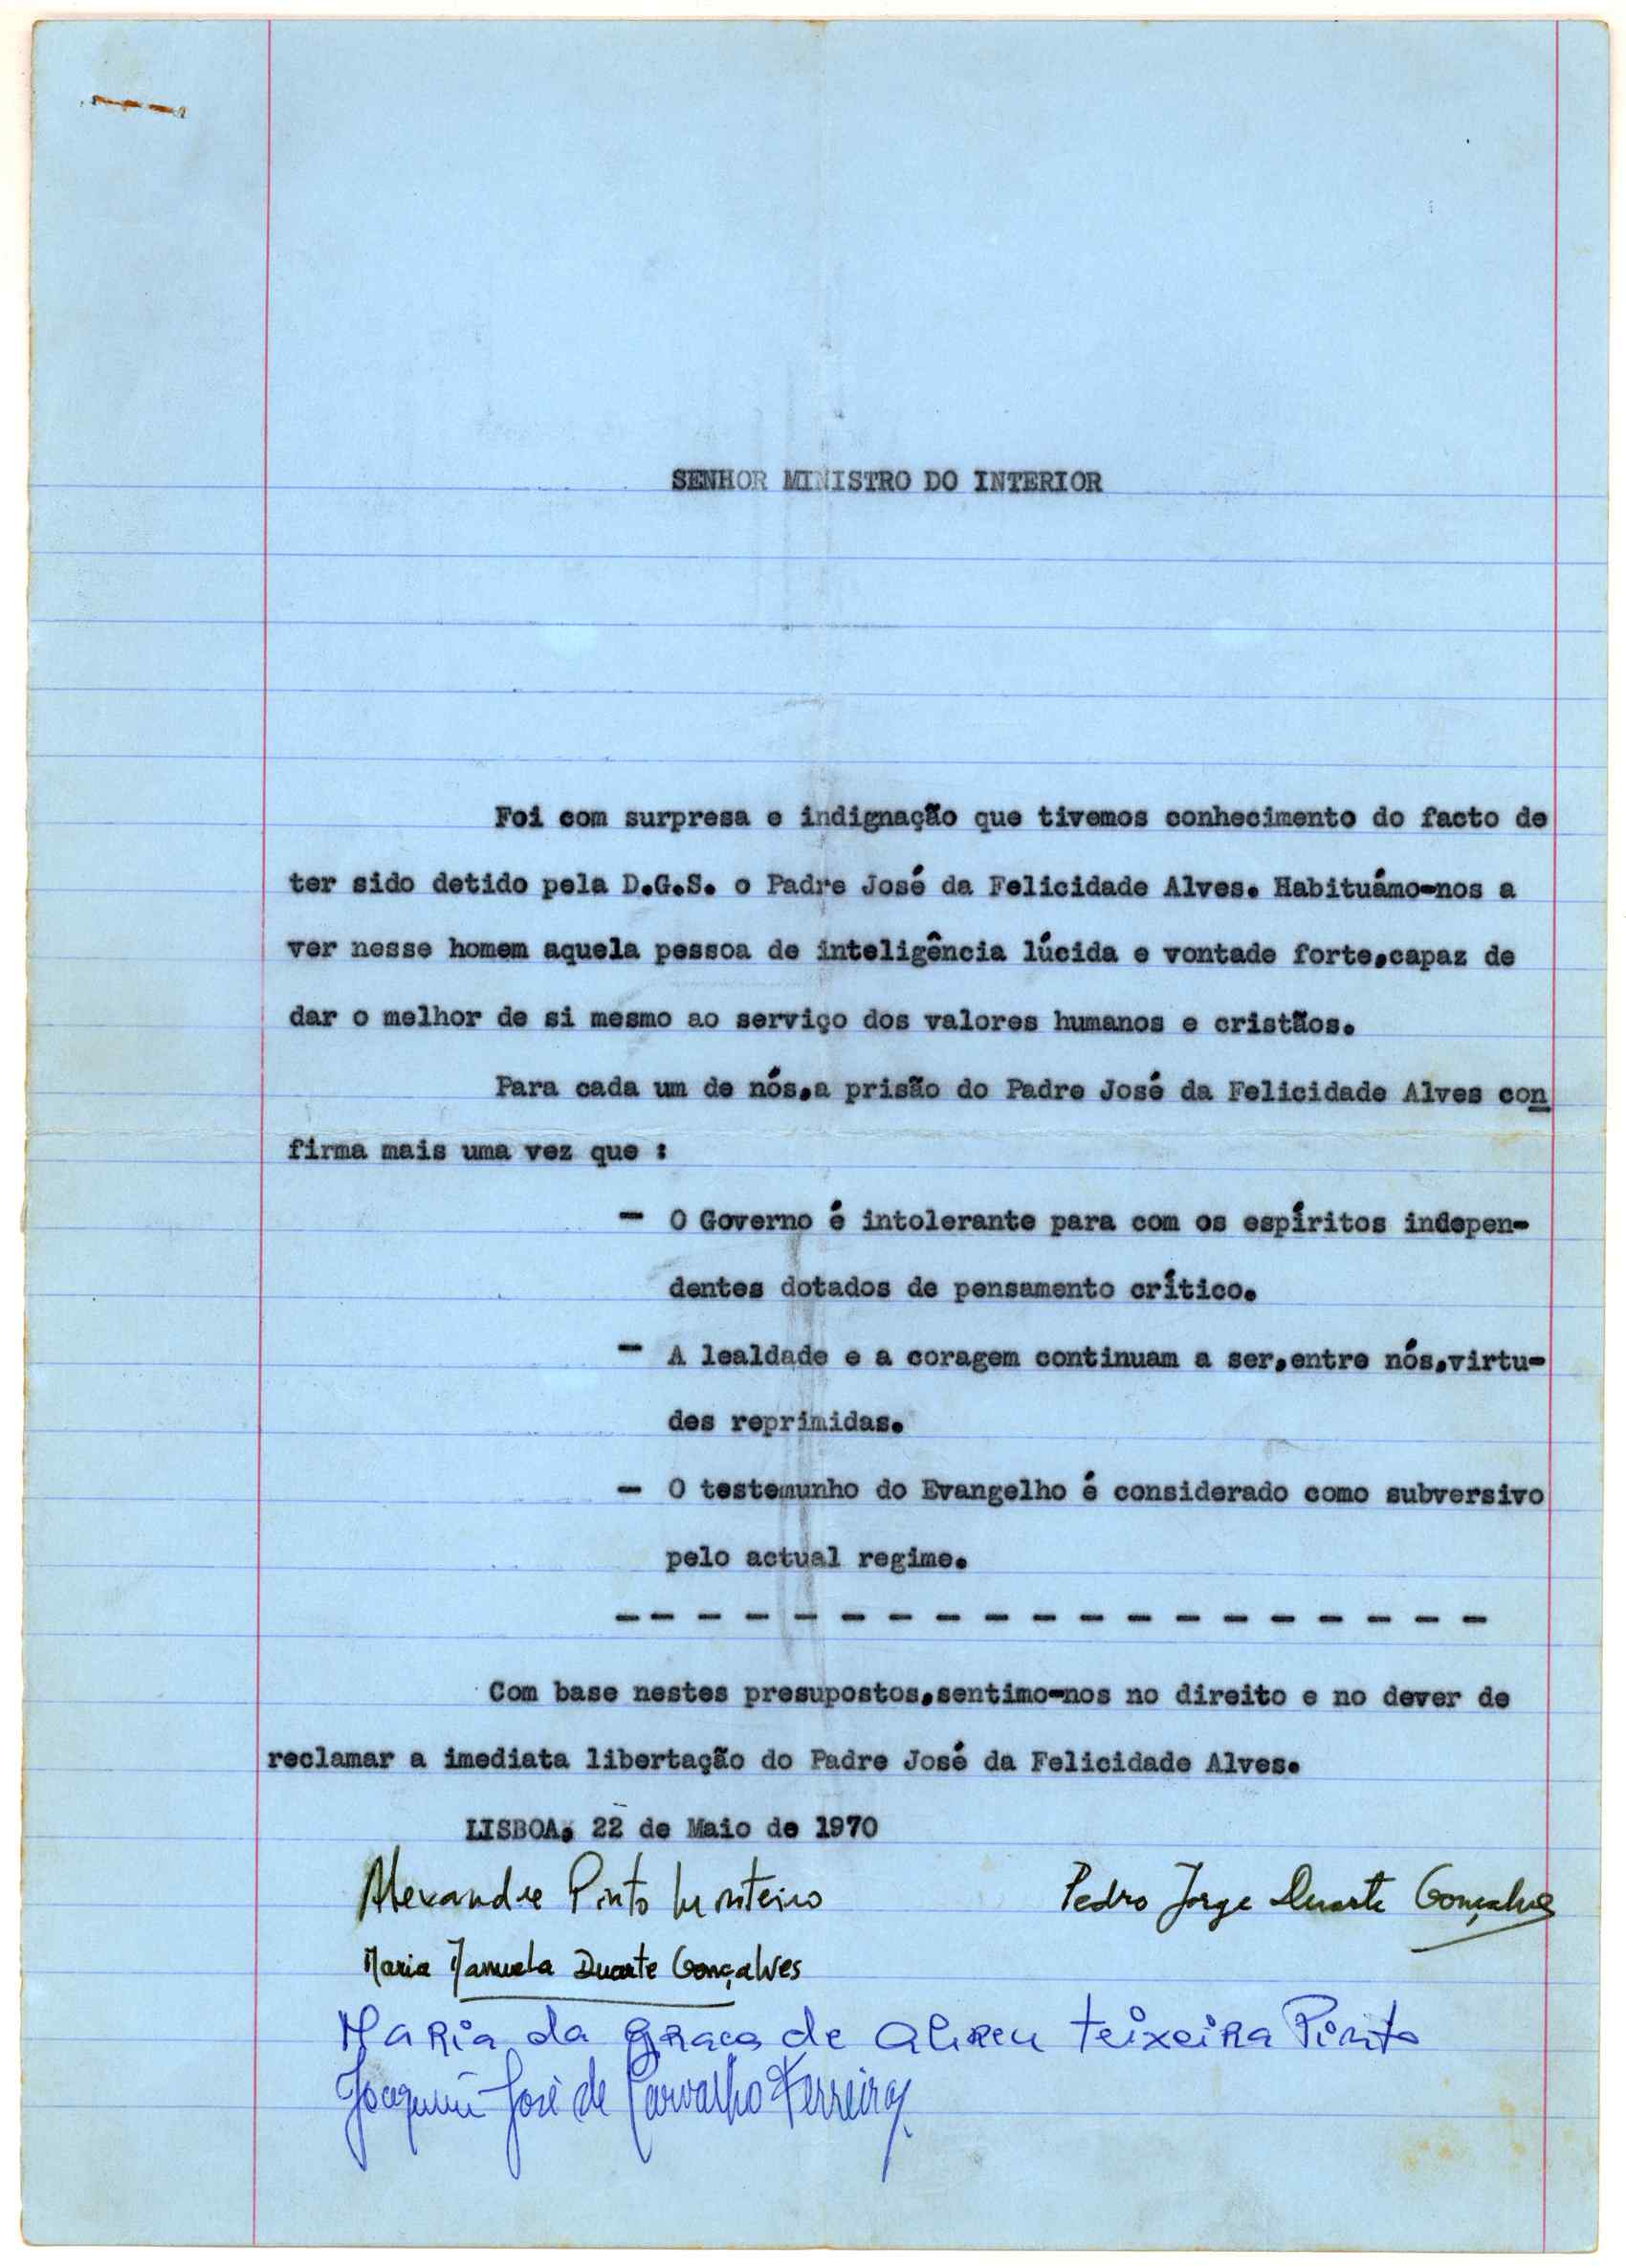 SENHOR MINISTRO DO INTERIOR
Foi com surpresa e indignação que tivemos conhecimento do facto de
ter sido detido pela D.G.S. o Padre José da Felicidade Alves. Habituámo-nos a
ver nesse homem aquela pessoa de inteligência lúcida e vontade forte,capaz de
dar o melhor de si mesmo ao serviço dos valores humanos e cristãos.
Para cada um de nós,a prisão do Padre José da Felicidade Alves con
firma mais uma vez que :
- O Governo é intolerante para com os espíritos indepen-
dentes dotados de pensamento crítico.
- A lealdade e a coragem continuam a ser,entre nós,virtu-
des reprimidas.
- O testemunho do Evangelho é considerado como subversivo
pelo actual regime.
- - - - - - - - - - - - - - - - - - -
Com base nestes presupostos,sentimo-nos no direito e no dever de
reclamar a imediata libertação do Padre José da Felicidade Alves.
LISBOA, 22 de Maio de 1970
Alexandre Pinto Monteiro Pedro Jorge Duarte Gonçalves
Maria Manuela Duarte Gonçalves
Maria da Graça de Abreu Teixeira Pinto
Joaquim José de Carvalho Ferreira